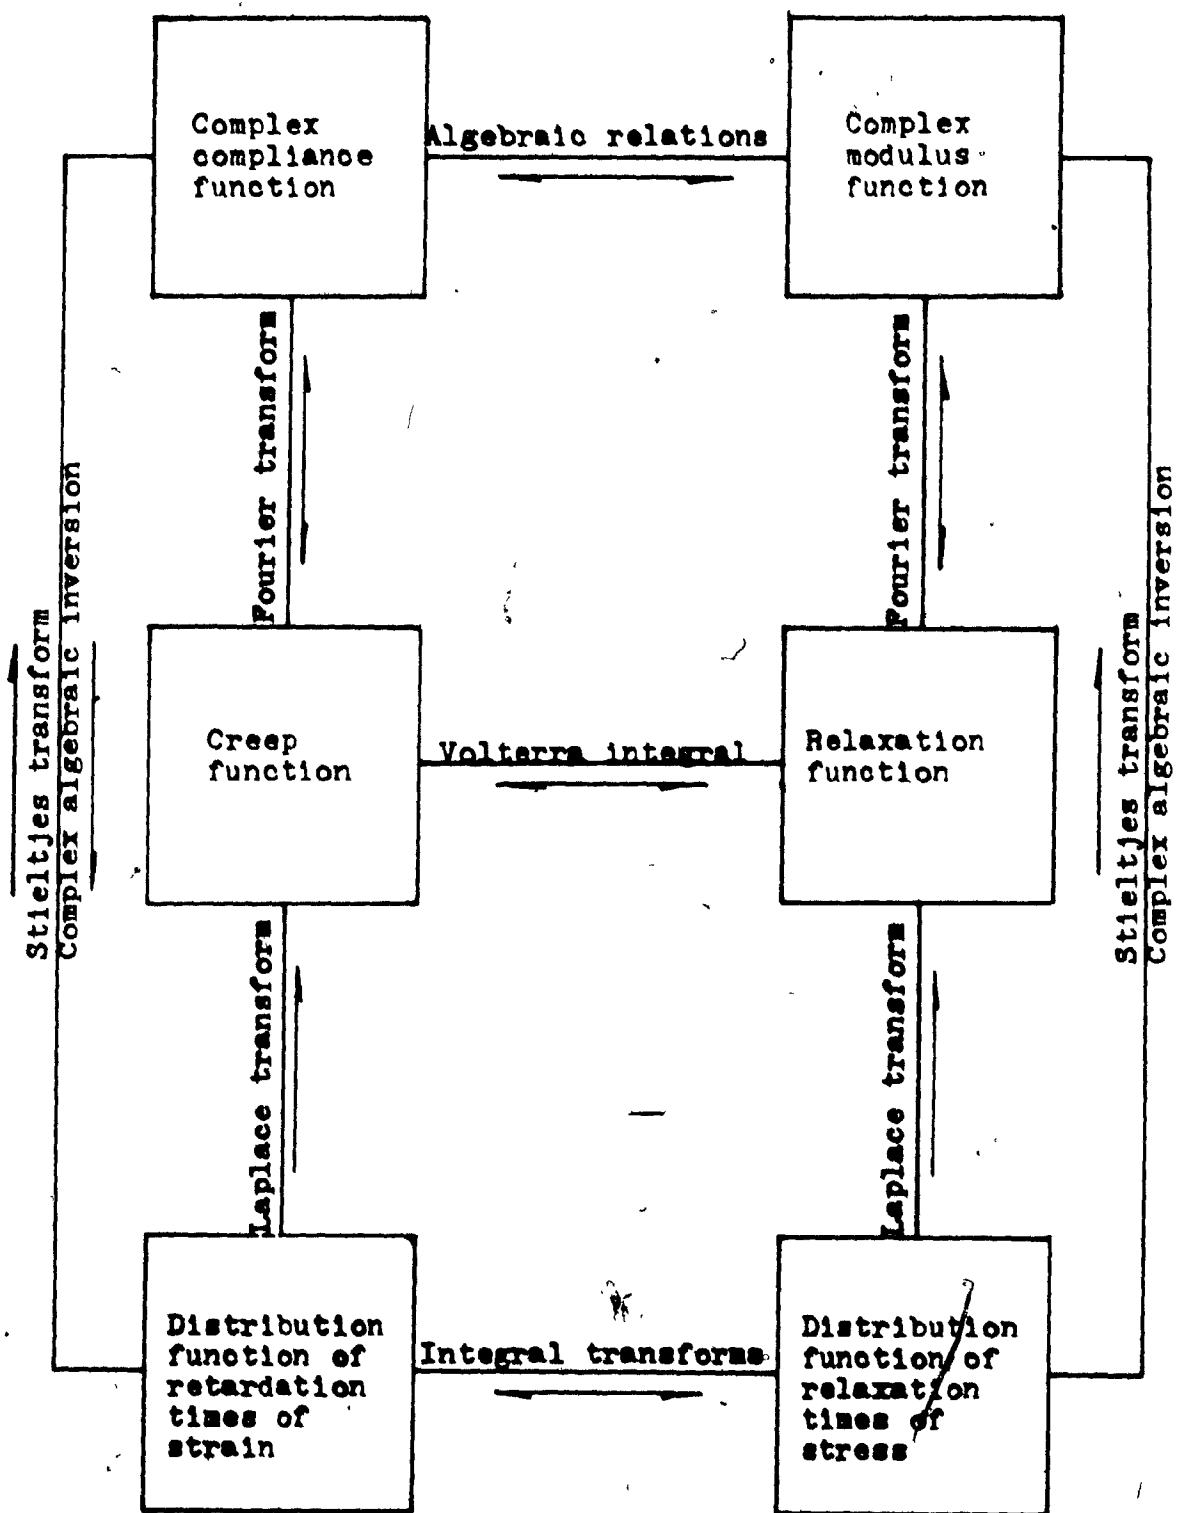 Complex
compliance
function
Algebraic relations
Complex
modulus
function
Fourier transform
Fourier transform
Stieltjes transform
Complex algebraic inversion
Stieltjes transform
Complex algebraic inversion
Creep
function
Volterra integral
Relaxation
function
Laplace transform
Laplace transform
Distribution
function of
retardation
times of
strain
Integral transforms
Distribution
function of
relaxation
times of
stress